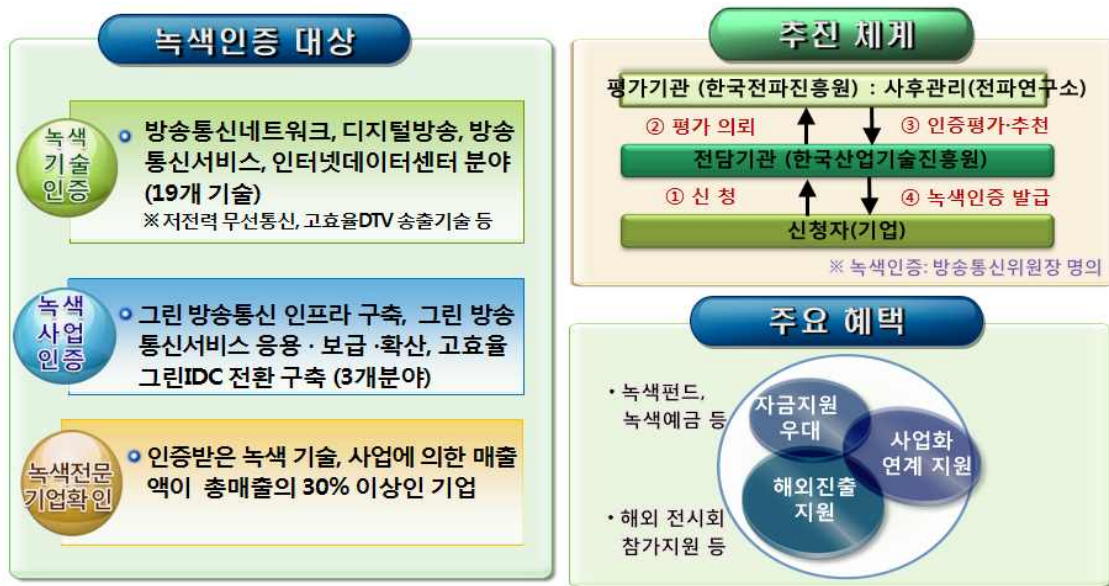 녹색인증 대상
녹색
기술
인증
방송통신네트워크, 디지털방송, 방송
통신서비스, 인터넷데이터센터 분야
(19개 기술)
※ 저전력 무선통신, 고효율DTV 송출기술 등
녹색
사업
인증
그린 방송통신 인프라 구축, 그린 방송
통신서비스 응용 · 보급 ·확산, 고효율
그린IDC 전환 구축 (3개분야)
녹색전문
기업확인
인증받은 녹색 기술, 사업에 의한 매출
액이 총매출의 30% 이상인 기업
추진 체계
평가기관 (한국전파진흥원) : 사후관리(전파연구소)
② 평가 의뢰
③ 인증평가·추천
전담기관 (한국산업기술진흥원)
① 신 청
④ 녹색인증 발급
신청자(기업)
※ 녹색인증: 방송통신위원장 명의
주요 혜택
· 녹색펀드,
녹색예금 등
자금지원
우대
사업화
연계 지원
해외진출
지원
· 해외 전시회
참가지원 등